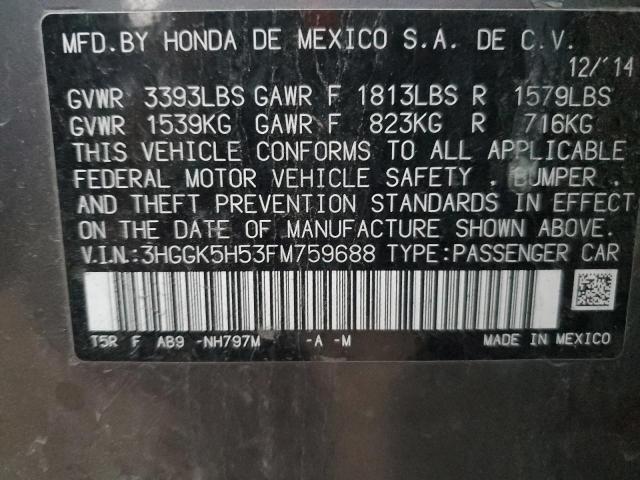 MFD.BY HONDA DE MEXICO S.A. DE C.V.
12/'14
GVWR 3393LBS GAWR F 1813LBS R 1579LBS
GVWR 1539KG GAWR F 823KG R 716KG
THIS VEHICLE CONFORMS TO ALL APPLICABLE
FEDERAL MOTOR VEHICLE SAFETY , BUMPER ,
AND THEFT PREVENTION STANDARDS IN EFFECT
ON THE DATE OF MANUFACTURE SHOWN ABOVE.
V.I.N:3HGGK5H53FM759688 TYPE:PASSENGER CAR
T5R F AB9 -NH797M -A -M MADE IN MEXICO